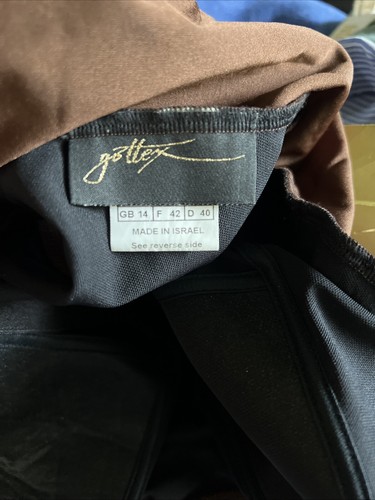 gottex
GB 14 F 42 D 40
MADE IN ISRAEL
See reverse side